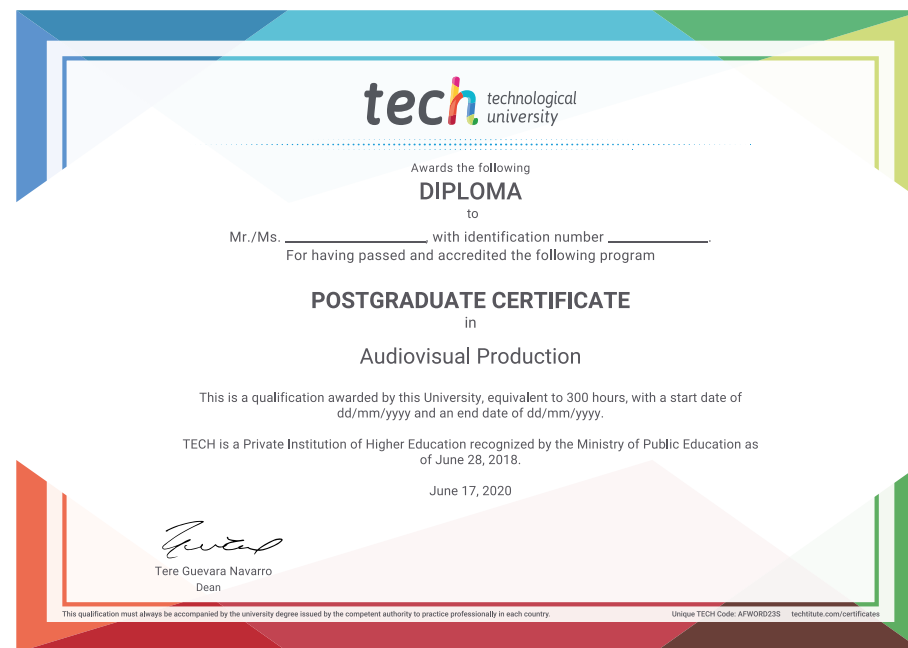 tech technological
university
Awards the following
DIPLOMA
to
Mr./Ms. ____________, with identification number ____________.
For having passed and accredited the following program
POSTGRADUATE CERTIFICATE
in
Audiovisual Production
This is a qualification awarded by this University, equivalent to 300 hours, with a start date of
dd/mm/yyyy and an end date of dd/mm/yyyy.
TECH is a Private Institution of Higher Education recognized by the Ministry of Public Education as
of June 28, 2018.
June 17, 2020
Tere Guevara Navarro
Dean
This qualification must always be accompanied by the university degree issued by the competent authority to practice professionally in each country. Unique TECH Code: AFWORD23S techtitute.com/certificates